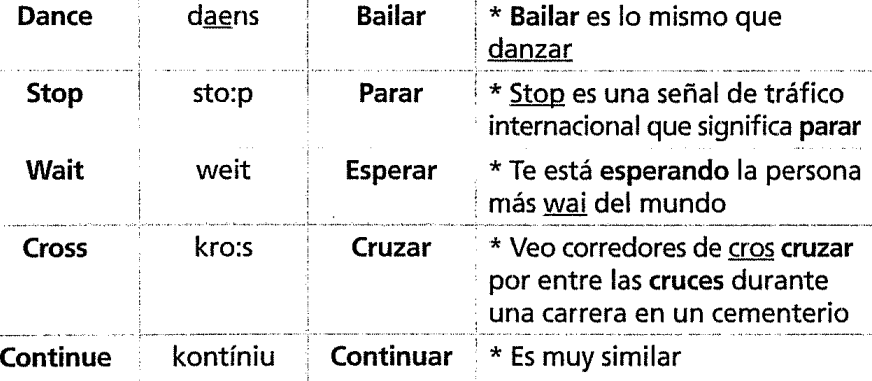 Dance daens Bailar * Bailar es lo mismo que
danzar
Stop sto:p Parar * Stop es una señal de tráfico
internacional que significa parar
Wait weit Esperar * Te está esperando la persona
más wai del mundo
Cross kro:s Cruzar * Veo corredores de cros cruzar
por entre las cruces durante
una carrera en un cementerio
Continue kontíniu Continuar * Es muy similar